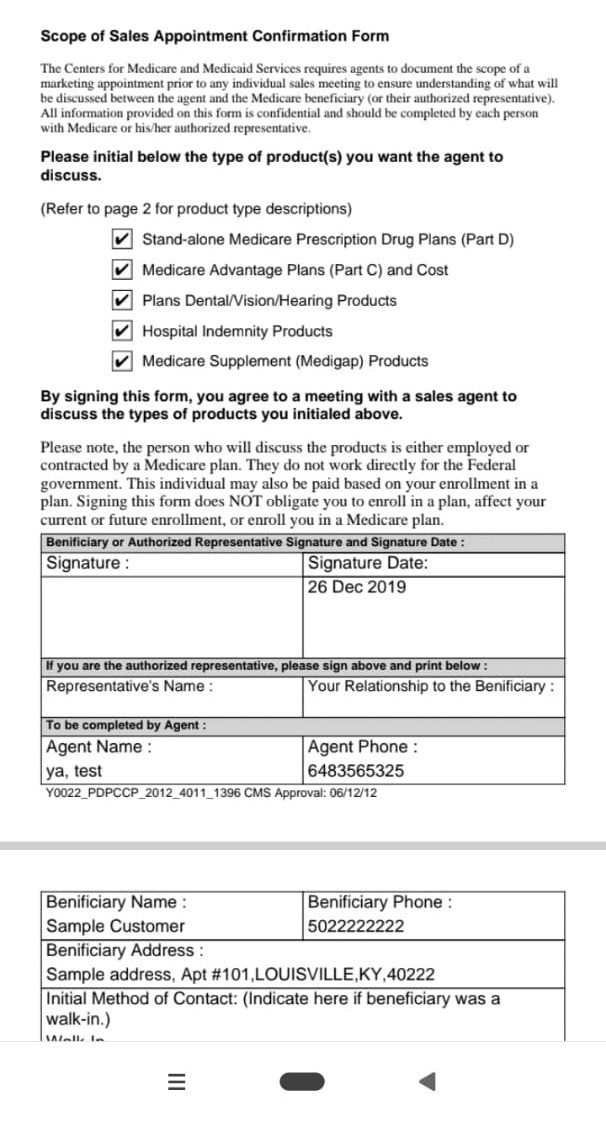 Scope of Sales Appointment Confirmation Form
The Centers for Medicare and Medicaid Services requires agents to document the scope of a
marketing appointment prior to any individual sales meeting to ensure understanding of what will
be discussed between the agent and the Medicare beneficiary (or their authorized representative).
All information provided on this form is confidential and should be completed by each person
with Medicare or his/her authorized representative.
Please initial below the type of product(s) you want the agent to
discuss.
(Refer to page 2 for product type descriptions)
Stand-alone Medicare Prescription Drug Plans (Part D)
Medicare Advantage Plans (Part C) and Cost
Plans Dental/Vision/Hearing Products
Hospital Indemnity Products
Medicare Supplement (Medigap) Products
By signing this form, you agree to a meeting with a sales agent to
discuss the types of products you initialed above.
Please note, the person who will discuss the products is either employed or
contracted by a Medicare plan. They do not work directly for the Federal
government. This individual may also be paid based on your enrollment in a
plan. Signing this form does NOT obligate you to enroll in a plan, affect your
current or future enrollment, or enroll you in a Medicare plan.
Benificiary or Authorized Representative Signature and Signature Date :
Signature :
Signature Date:
26 Dec 2019
If you are the authorized representative, please sign above and print below :
Representative's Name :
Your Relationship to the Benificiary :
To be completed by Agent :
Agent Name :
ya, test
Agent Phone :
6483565325
Y0022_PDPCCP_2012_4011_1396 CMS Approval: 06/12/12
Benificiary Name :
Sample Customer
Benificiary Phone :
5022222222
Benificiary Address :
Sample address, Apt #101,LOUISVILLE,KY,40222
Initial Method of Contact: (Indicate here if beneficiary was a
walk-in.)